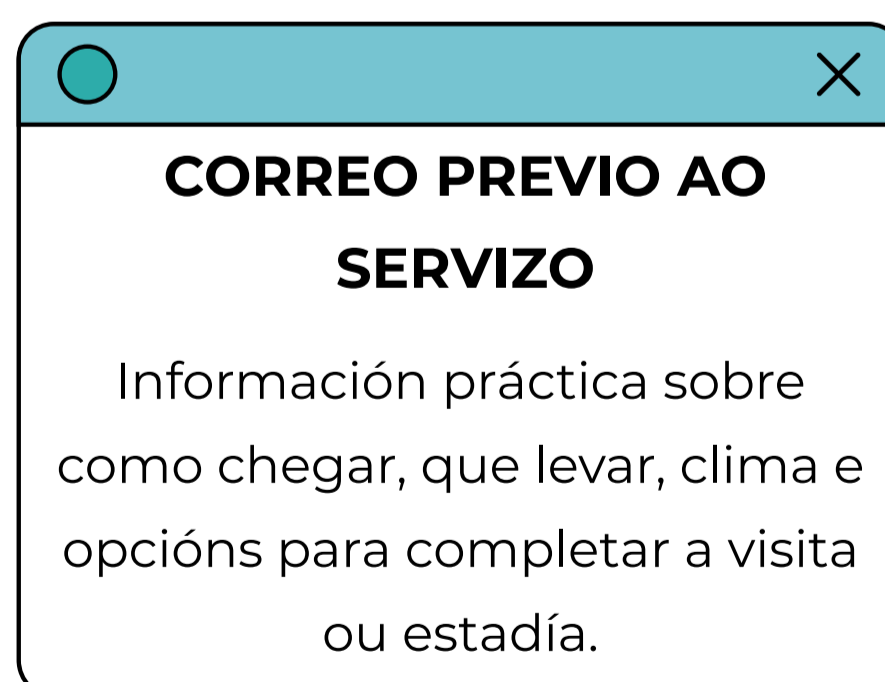 CORREO PREVIO AO
SERVIZO
Información práctica sobre
como chegar, que levar, clima e
opcións para completar a visita
ou estadía.